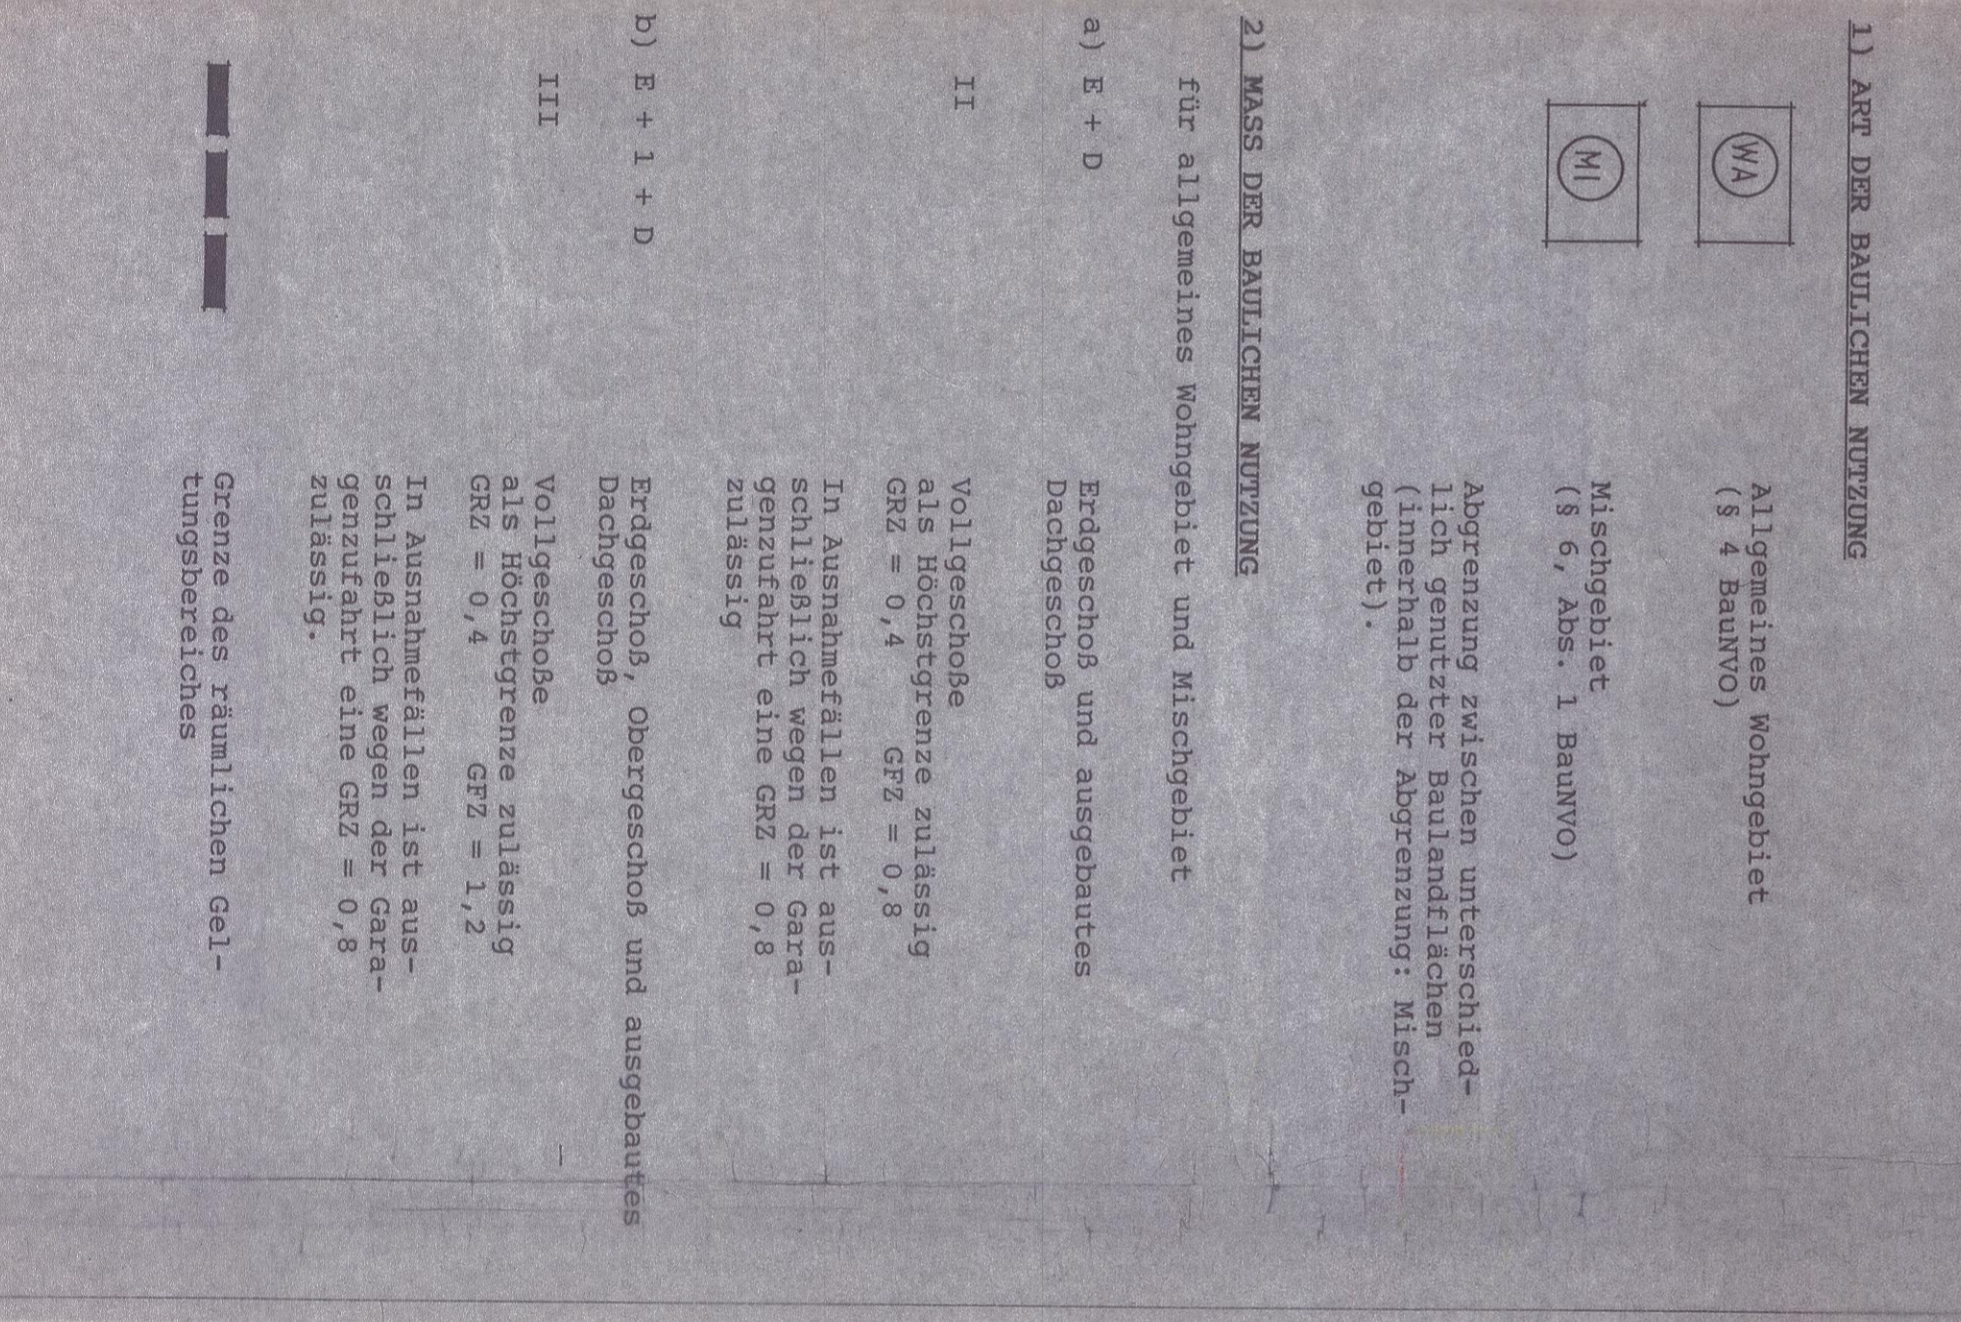 1) ART DER BAULICHEN NUTZUNG
WA
Allgemeines Wohngebiet
(§ 4 BauNVO)
MI
Mischgebiet
(§ 6, Abs. 1 BauNVO)
Abgrenzung zwischen unterschied-
lich genutzter Baulandflächen
(innerhalb der Abgrenzung: Misch-
gebiet).
2) MASS DER BAULICHEN NUTZUNG
für allgemeines Wohngebiet und Mischgebiet
a) E + D
Erdgeschoß und ausgebautes
Dachgeschoß
II
Vollgeschoße
als Höchstgrenze zulässig
GRZ = 0,4 GFZ = 0,8
In Ausnahmefällen ist aus-
schließlich wegen der Gara-
genzufahrt eine GRZ = 0,8
zulässig
b) E + 1 + D
Erdgeschoß, Obergeschoß und ausgebautes
Dachgeschoß
III
Vollgeschoße
als Höchstgrenze zulässig
GRZ = 0,4 GFZ = 1,2
In Ausnahmefällen ist aus-
schließlich wegen der Gara-
genzufahrt eine GRZ = 0,8
zulässig.
Grenze des räumlichen Gel-
tungsbereiches